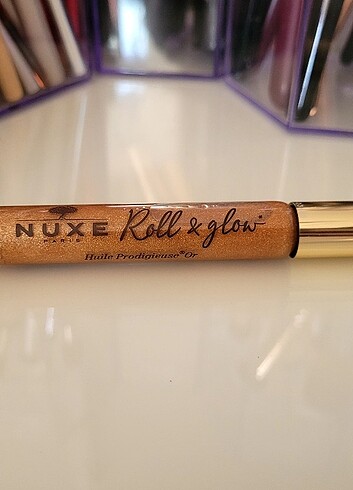 NUXE Roll & glow®
PARIS
Huile Prodigieuse® Or